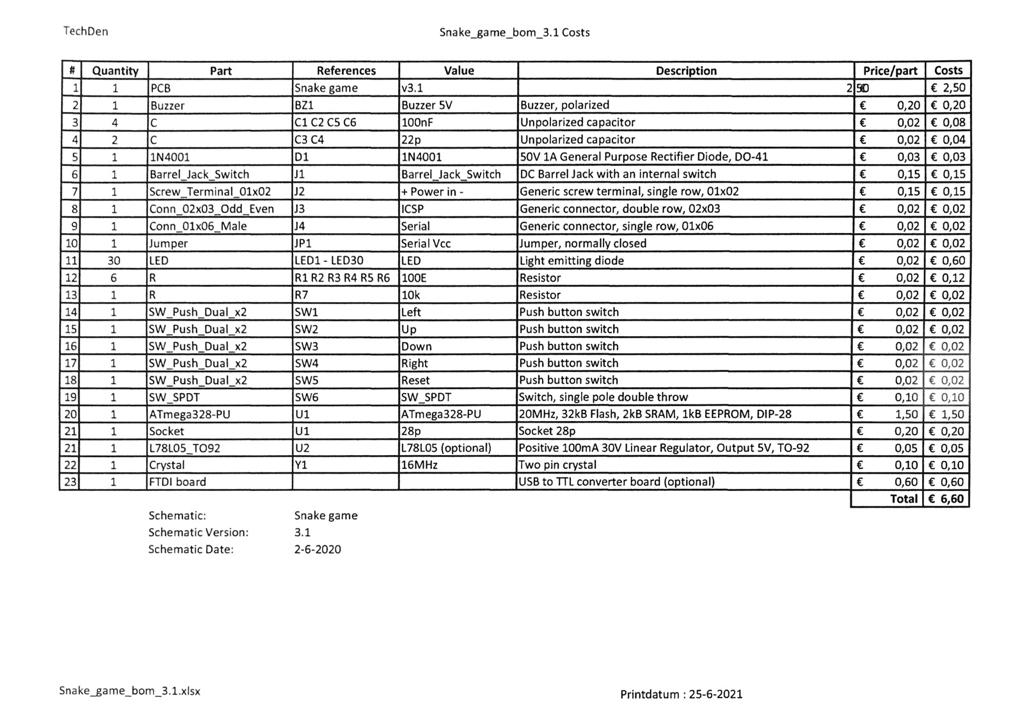 TechDen
Snake_game_bom_3.1 Costs
# Quantity Part References Value Description Price/part Costs
1 1 PCB Snake game v3.1 € 2,50
2 1 Buzzer BZ1 Buzzer 5V Buzzer, polarized € 0,20 € 0,20
3 4 C C1 C2 C5 C6 100nF Unpolarized capacitor € 0,02 € 0,08
4 2 C C3 C4 22p Unpolarized capacitor € 0,02 € 0,04
5 1 1N4001 D1 1N4001 50V 1A General Purpose Rectifier Diode, DO-41 € 0,03 € 0,03
6 1 Barrel_Jack_Switch J1 Barrel_Jack_Switch DC Barrel Jack with an internal switch € 0,15 € 0,15
7 1 Screw_Terminal_01x02 J2 + Power in - Generic screw terminal, single row, 01x02 € 0,15 € 0,15
8 1 Conn_02x03_Odd_Even J3 ICSP Generic connector, double row, 02x03 € 0,02 € 0,02
9 1 Conn_01x06_Male J4 Serial Generic connector, single row, 01x06 € 0,02 € 0,02
10 1 Jumper JP1 Serial Vcc Jumper, normally closed € 0,02 € 0,02
11 30 LED LED1 - LED30 LED Light emitting diode € 0,02 € 0,60
12 6 R R1 R2 R3 R4 R5 R6 100E Resistor € 0,02 € 0,12
13 1 R R7 10k Resistor € 0,02 € 0,02
14 1 SW_Push_Dual_x2 SW1 Left Push button switch € 0,02 € 0,02
15 1 SW_Push_Dual_x2 SW2 Up Push button switch € 0,02 € 0,02
16 1 SW_Push_Dual_x2 SW3 Down Push button switch € 0,02 € 0,02
17 1 SW_Push_Dual_x2 SW4 Right Push button switch € 0,02 € 0,02
18 1 SW_Push_Dual_x2 SW5 Reset Push button switch € 0,02 € 0,02
19 1 SW_SPDT SW6 SW_SPDT Switch, single pole double throw € 0,10 € 0,10
20 1 ATmega328-PU U1 ATmega328-PU 20MHz, 32kB Flash, 2kB SRAM, 1kB EEPROM, DIP-28 € 1,50 € 1,50
21 1 Socket U1 28p Socket 28p € 0,20 € 0,20
21 1 L78L05_TO92 U2 L78L05 (optional) Positive 100mA 30V Linear Regulator, Output 5V, TO-92 € 0,05 € 0,05
22 1 Crystal Y1 16MHz Two pin crystal € 0,10 € 0,10
23 1 FTDI board USB to TTL converter board (optional) € 0,60 € 0,60
Total € 6,60
Schematic: Snake game
Schematic Version: 3.1
Schematic Date: 2-6-2020
Snake_game_bom_3.1.xlsx
Printdatum : 25-6-2021